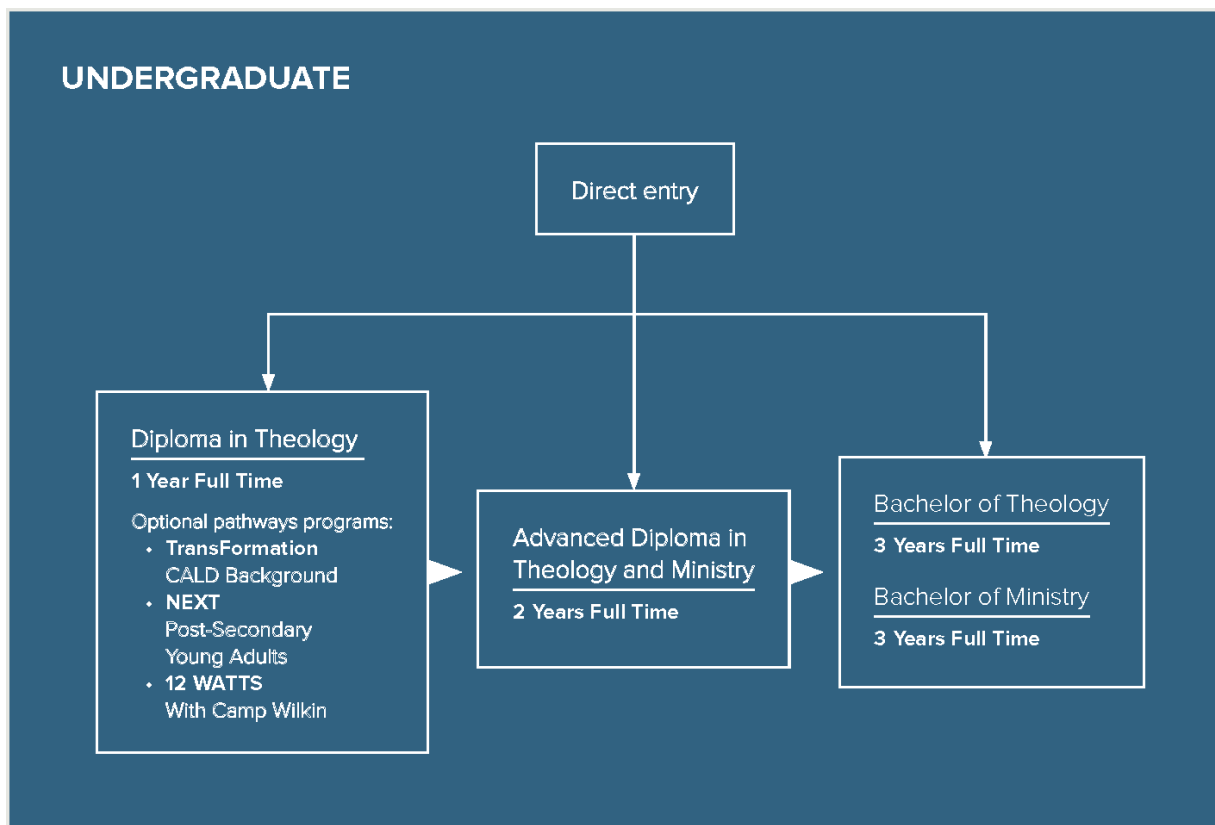 UNDERGRADUATE
Direct entry
Diploma in Theology
1 Year Full Time
Optional pathways programs:
• TransFormation
CALD Background
• NEXT
Post-Secondary
Young Adults
• 12 WATTS
With Camp Wilkin
Advanced Diploma in
Theology and Ministry
2 Years Full Time
Bachelor of Theology
3 Years Full Time
Bachelor of Ministry
3 Years Full Time